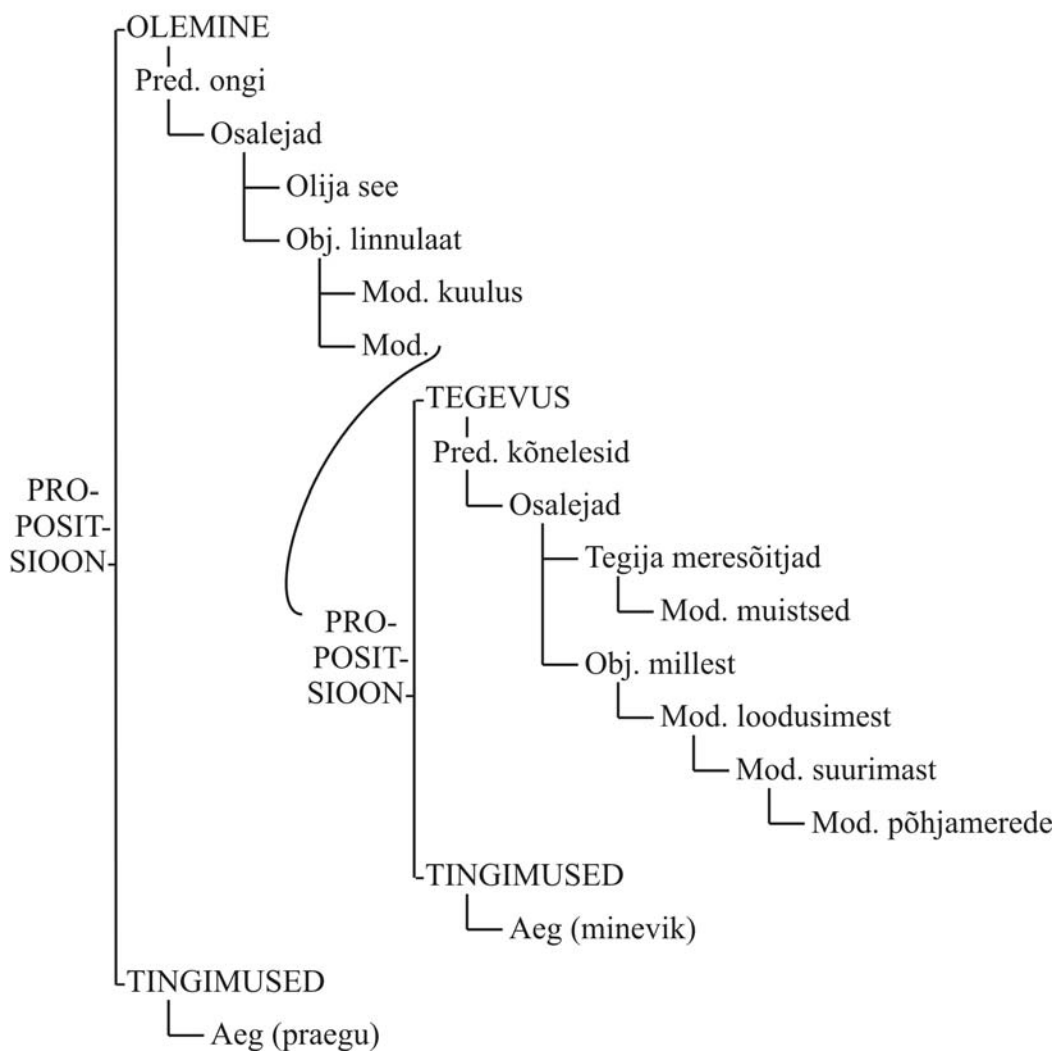 OLEMINE
Pred. ongi
Osalejad
Olija see
Obj. linnulaat
Mod. kuulus
Mod.
TEGEVUS
Pred. kõnelesid
PRO-
POSIT-
SIOON
Osalejad
Tegija meresõitjad
Mod. muistsed
PRO-
POSIT-
SIOON
Obj. millest
Mod. loodusimest
Mod. suurimast
Mod. põhjamerede
TINGIMUSED
Aeg (minevik)
TINGIMUSED
Aeg (praegu)